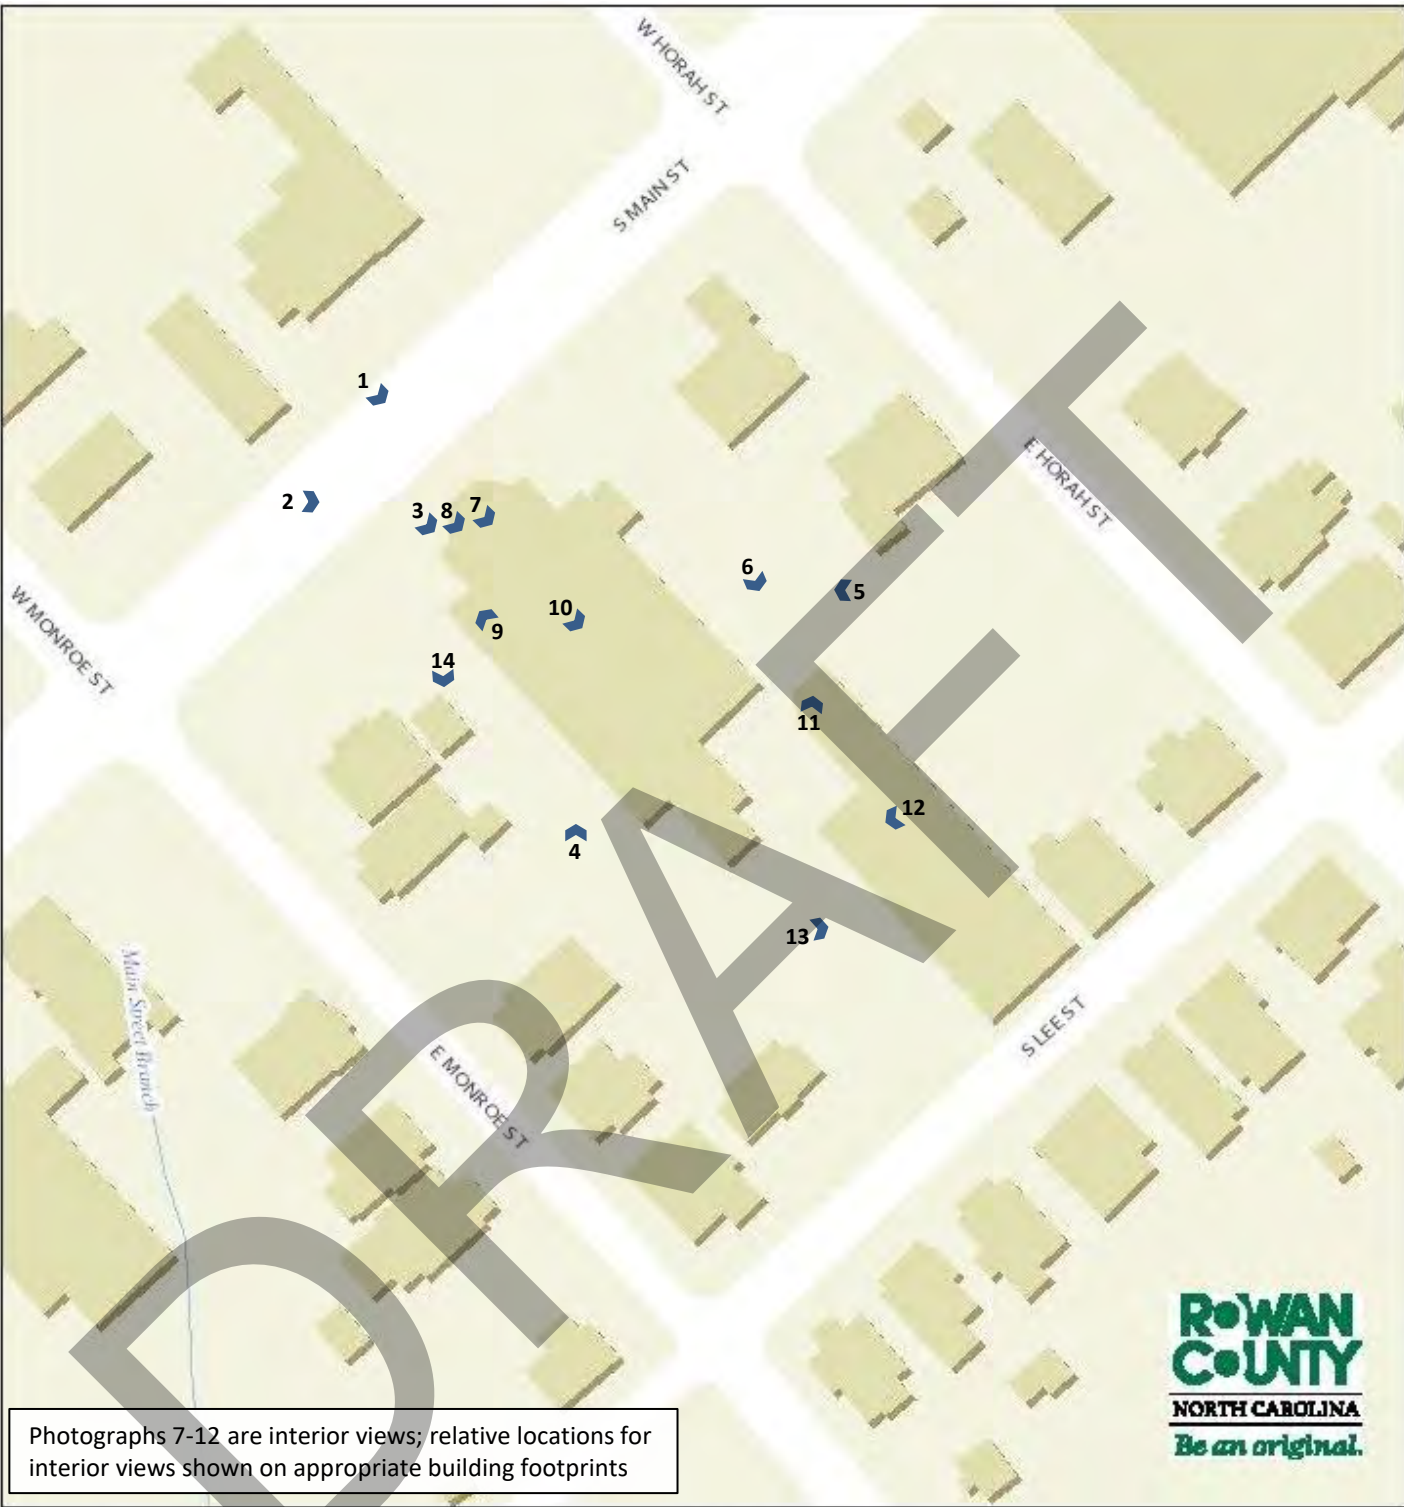 W HORAH ST
S MAIN ST
1
2
3
8
7
E HORAH ST
6
5
W MONROE ST
10
9
14
11
12
4
13
Main Street Branch
S LEE ST
E MONROE ST
DRAFT
ROWAN
COUNTY
NORTH CAROLINA
Be an original.
Photographs 7-12 are interior views; relative locations for
interior views shown on appropriate building footprints